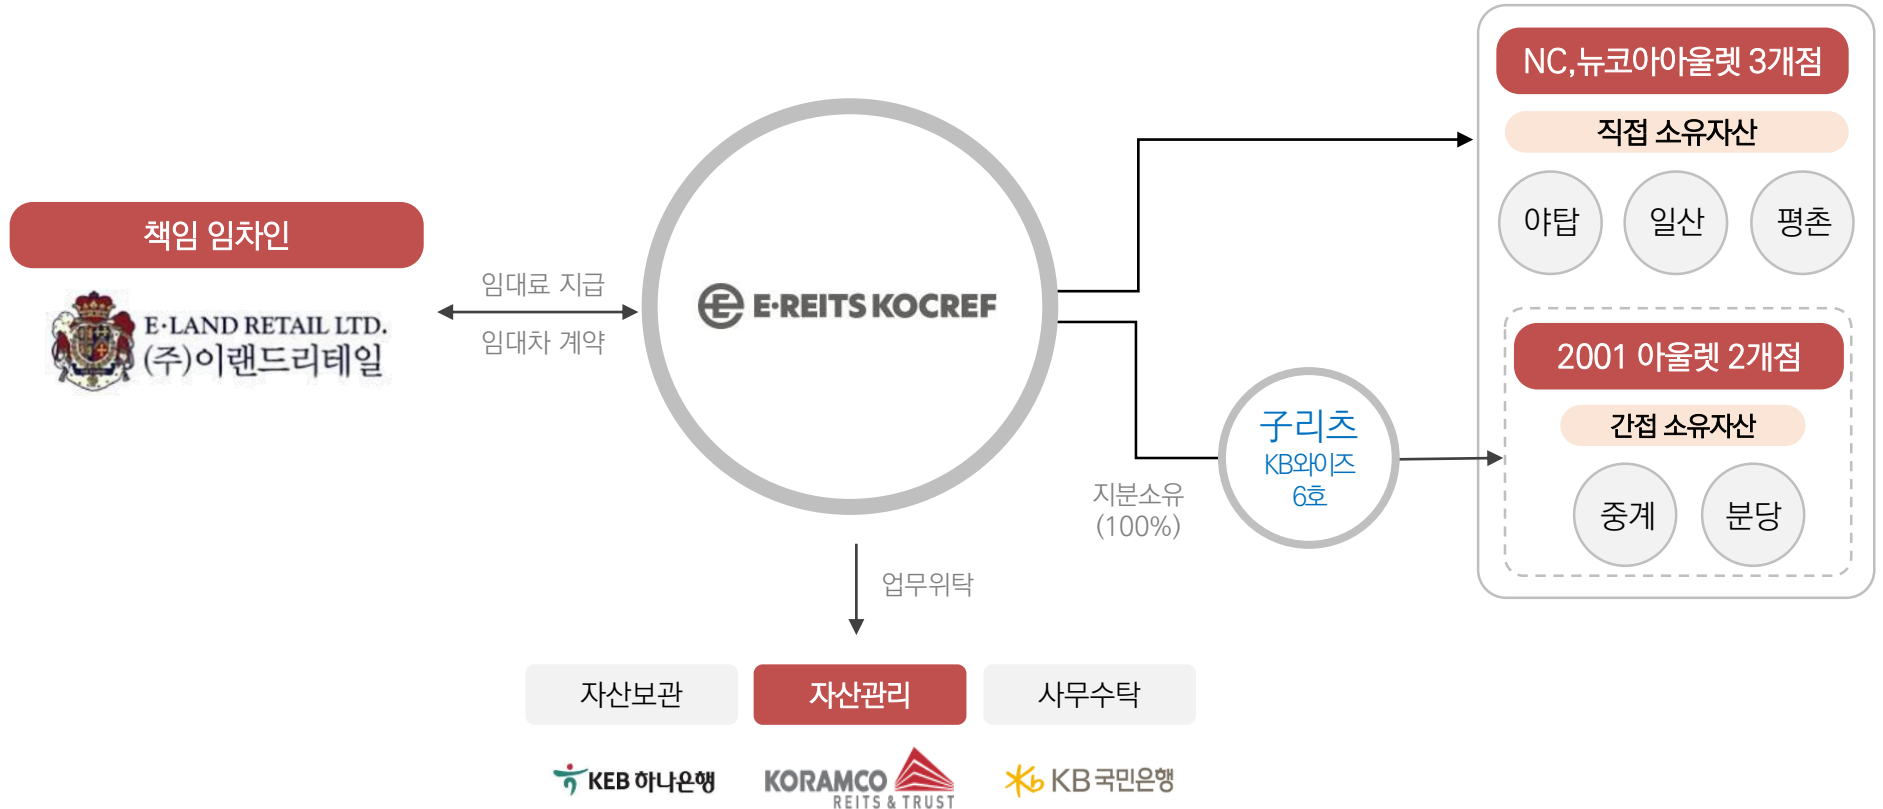 책임 임차인
E·LAND RETAIL LTD.
(주)이랜드리테일
임대료 지급
임대차 계약
E·REITS KOCREF
NC,뉴코아아울렛 3개점
직접 소유자산
야탑
일산
평촌
2001 아울렛 2개점
간접 소유자산
중계
분당
子리츠
KB와이즈
6호
지분소유
(100%)
업무위탁
자산보관
자산관리
사무수탁
KEB 하나은행
KORAMCO
REITS & TRUST
KB 국민은행